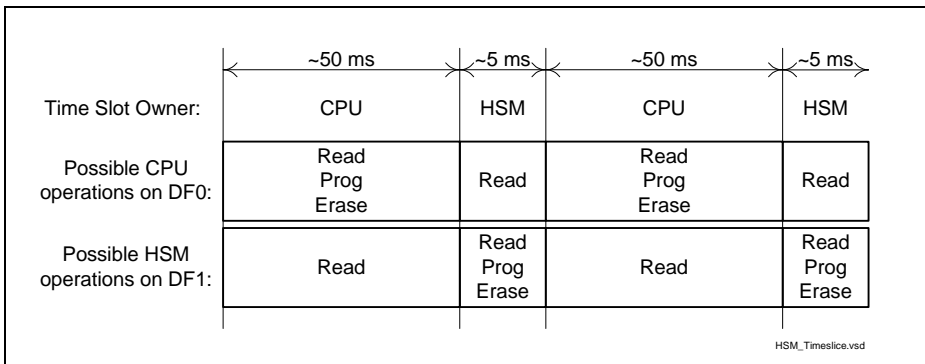 ~50 ms ~5 ms ~50 ms ~5 ms
Time Slot Owner: CPU HSM CPU HSM
Possible CPU
operations on DF0:
Read
Prog
Erase
Read
Read
Prog
Erase
Read
Possible HSM
operations on DF1:
Read
Read
Prog
Erase
Read
Read
Prog
Erase
HSM_Timeslice.vsd